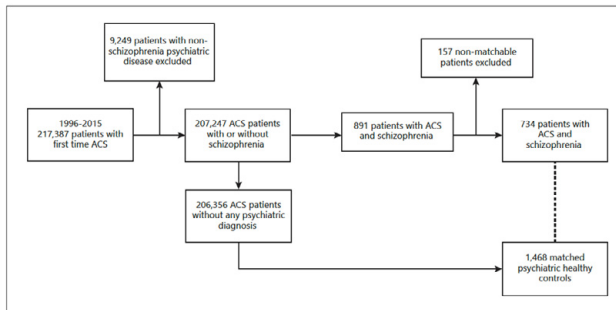 9,249 patients with non-
schizophrenia psychiatric
disease excluded
157 non-matchable
patients excluded
1996-2015
217,387 patients with
first time ACS
207,247 ACS patients
with or without
schizophrenia
891 patients with ACS
and schizophrenia
734 patients with
ACS and
schizophrenia
206,356 ACS patients
without any psychiatric
diagnosis
1,468 matched
psychiatric healthy
controls